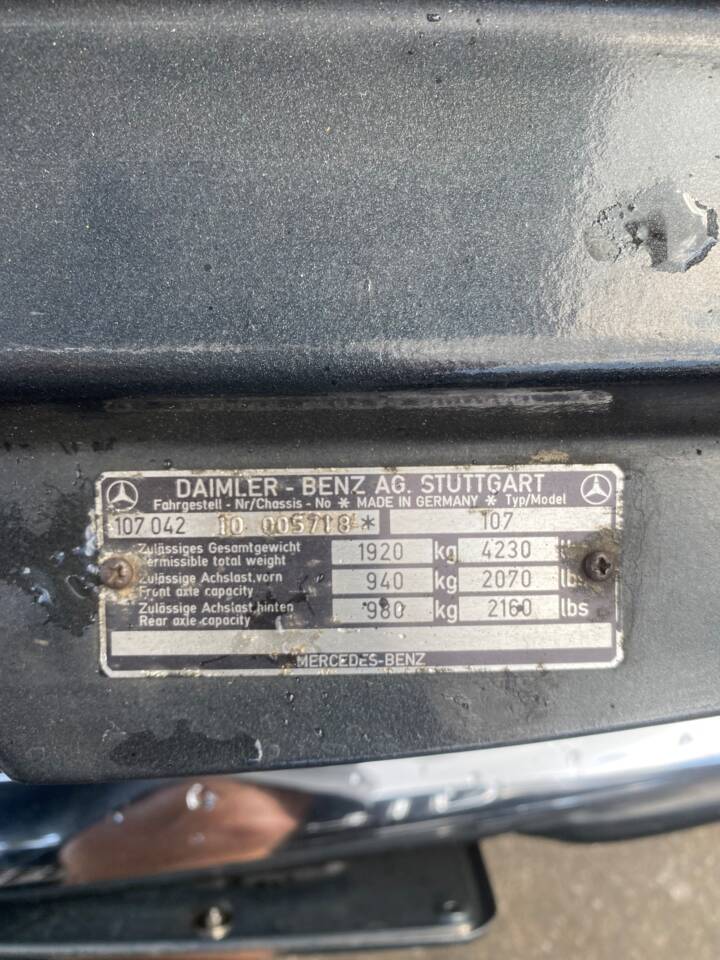 DAIMLER - BENZ AG. STUTTGART
Fahrgestell - Nr/Chassis - No * MADE IN GERMANY * Typ/Model
107 042 10 005718 * 107
Zulässiges Gesamtgewicht 1920 kg 4230
Permissible total weight
Zulässige Achslast.vorn 940 kg 2070 lbs
Front axle capacity
Zulässige Achslast.hinten 980 kg 2160 lbs
Rear axle capacity
MERCEDES-BENZ